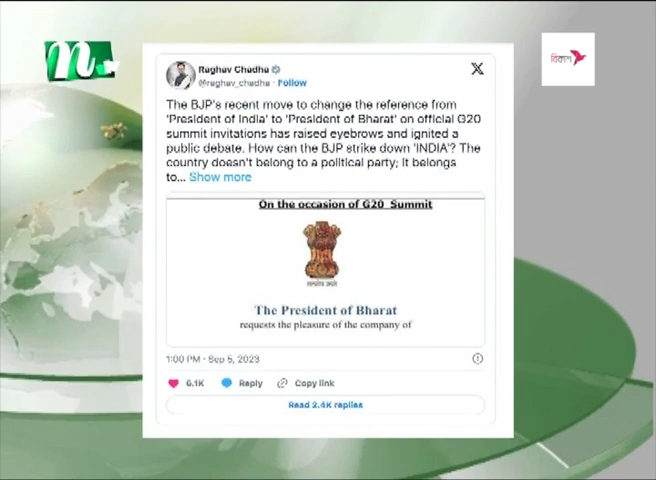 n
বিকাশ
Raghav Chadha
@raghav_chadha · Follow
X
The BJP's recent move to change the reference from
'President of India' to 'President of Bharat' on official G20
summit invitations has raised eyebrows and ignited a
public debate. How can the BJP strike down 'INDIA'? The
country doesn't belong to a political party; it belongs
to... Show more
On the occasion of G20 Summit
सत्यमेव जयते
The President of Bharat
requests the pleasure of the company of
1:00 PM · Sep 5, 2023
6.1K Reply Copy link
Read 2.4K replies